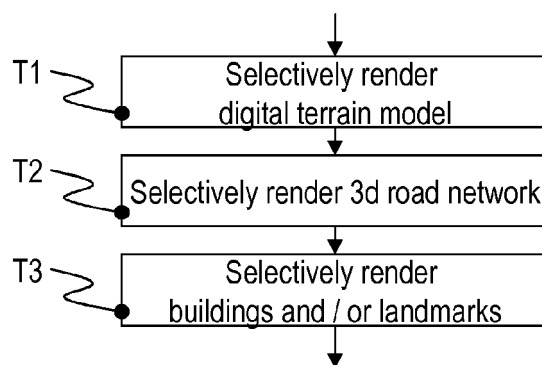 T1
Selectively render
digital terrain model
T2
Selectively render 3d road network
T3
Selectively render
buildings and / or landmarks